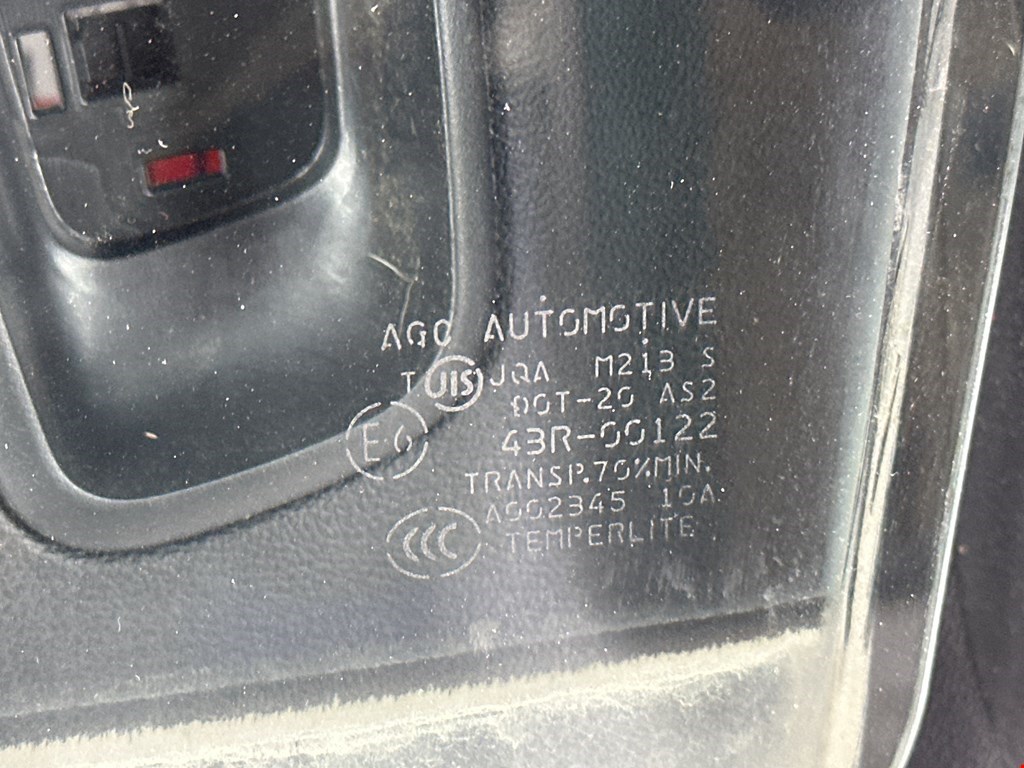 AGC AUTOMOTIVE
T JIS JQA M213 S
DOT-20 AS2
E6 43R-00122
TRANSP.70%MIN.
A002345 10A
CCC TEMPERLITE